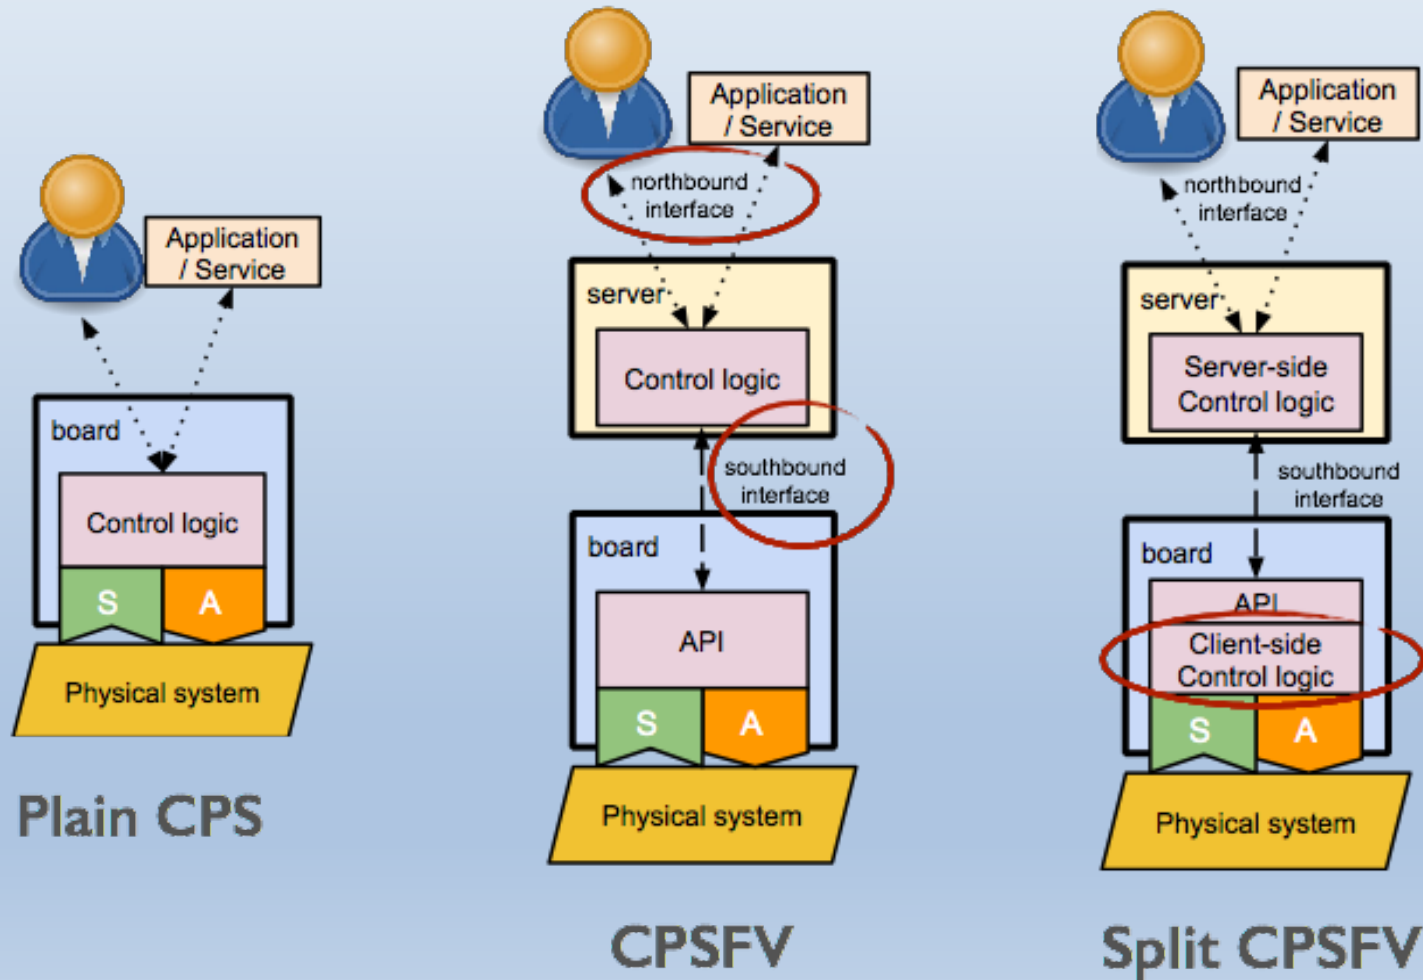 Application
/ Service
board
Control logic
S
A
Physical system
Plain CPS
Application
/ Service
northbound
interface
server
Control logic
southbound
interface
board
API
S
A
Physical system
CPSFV
Application
/ Service
northbound
interface
server
Server-side
Control logic
southbound
interface
board
API
Client-side
Control logic
S
A
Physical system
Split CPSFV